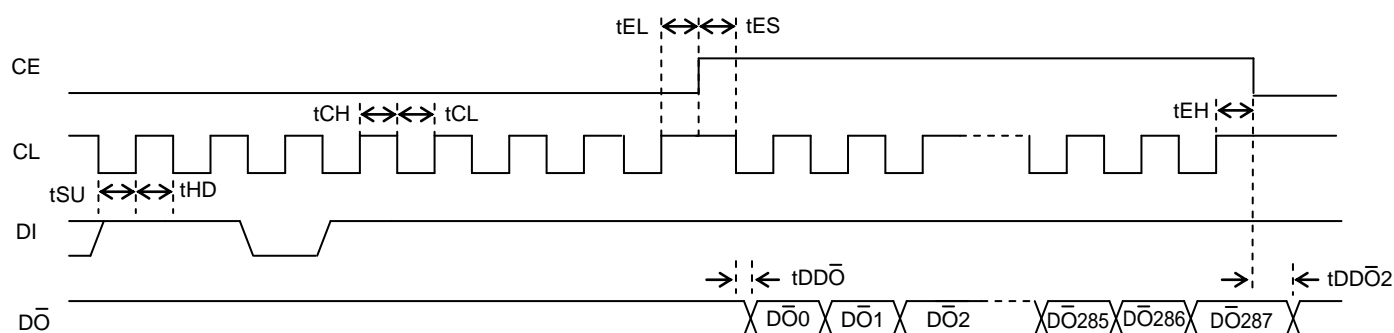 tEL tES
CE
tCH tCL tEH
CL
tSU tHD
DI
tDDO̅ tDDO̅2
DO̅ DO̅0 DO̅1 DO̅2 DO̅285 DO̅286 DO̅287